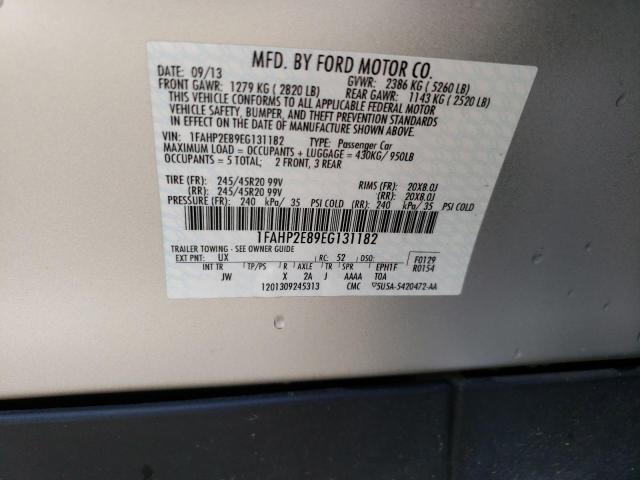 MFD. BY FORD MOTOR CO.
DATE: 09/13 GVWR: 2386 KG ( 5260 LB)
FRONT GAWR: 1279 KG ( 2820 LB) REAR GAWR: 1143 KG ( 2520 LB)
THIS VEHICLE CONFORMS TO ALL APPLICABLE FEDERAL MOTOR
VEHICLE SAFETY, BUMPER, AND THEFT PREVENTION STANDARDS
IN EFFECT ON THE DATE OF MANUFACTURE SHOWN ABOVE.
VIN: 1FAHP2E89EG131182 TYPE: Passenger Car
MAXIMUM LOAD = OCCUPANTS + LUGGAGE = 430KG/ 950LB
OCCUPANTS = 5 TOTAL; 2 FRONT, 3 REAR
TIRE (FR): 245/45R20 99V RIMS (FR): 20X8.0J
(RR): 245/45R20 99V (RR): 20X8.0J
PRESSURE (FR): 240 kPa/ 35 PSI COLD (RR): 240 kPa/ 35 PSI COLD
1FAHP2E89EG131182
TRAILER TOWING - SEE OWNER GUIDE
EXT PNT: UX RC: 52 DSO: F0129
INT TR TP/PS R AXLE TR SPR EPH1F R0154
JW X 2A J AAAA TOA
1201309245313 CMC ♡5U5A-5420472-AA